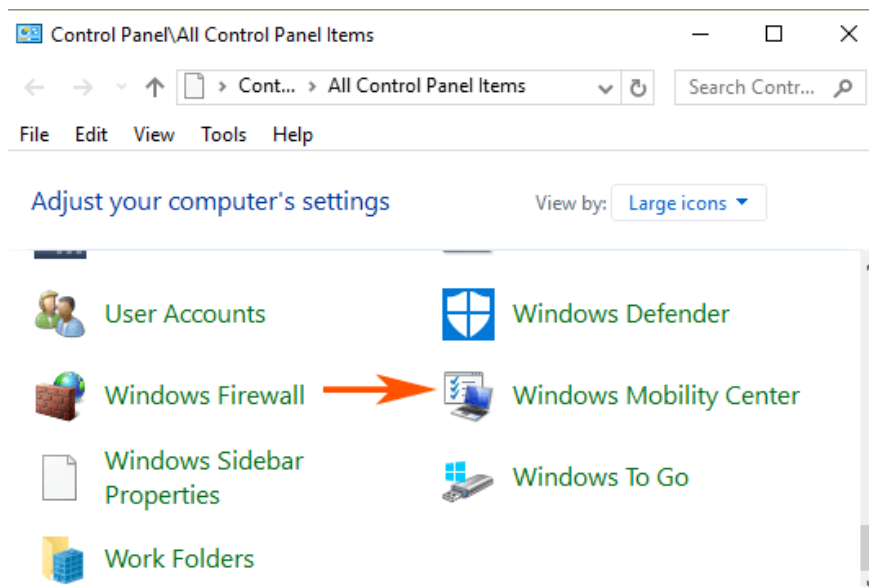 Control Panel\All Control Panel Items
Cont... > All Control Panel Items
Search Contr...
File Edit View Tools Help
Adjust your computer's settings
View by: Large icons
User Accounts
Windows Defender
Windows Firewall
Windows Mobility Center
Windows Sidebar
Properties
Windows To Go
Work Folders